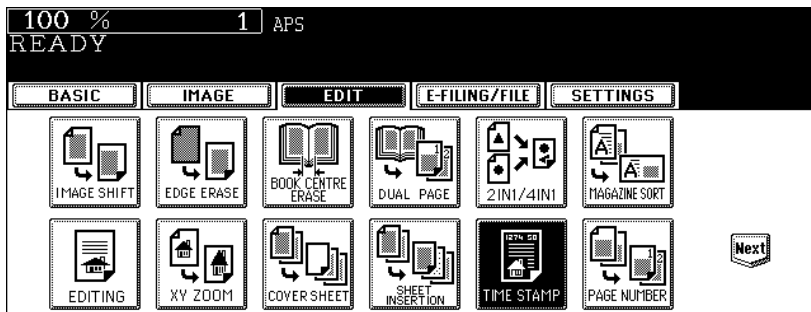 100 % 1 APS
READY
BASIC IMAGE EDIT E-FILING/FILE SETTINGS
IMAGE SHIFT EDGE ERASE BOOK CENTRE ERASE DUAL PAGE 2IN1/4IN1 MAGAZINE SORT
EDITING XY ZOOM COVER SHEET SHEET INSERTION TIME STAMP PAGE NUMBER Next